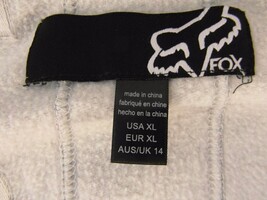 FOX
made in china
fabriqué en chine
hecho en la china
USA XL
EUR XL
AUS/UK 14